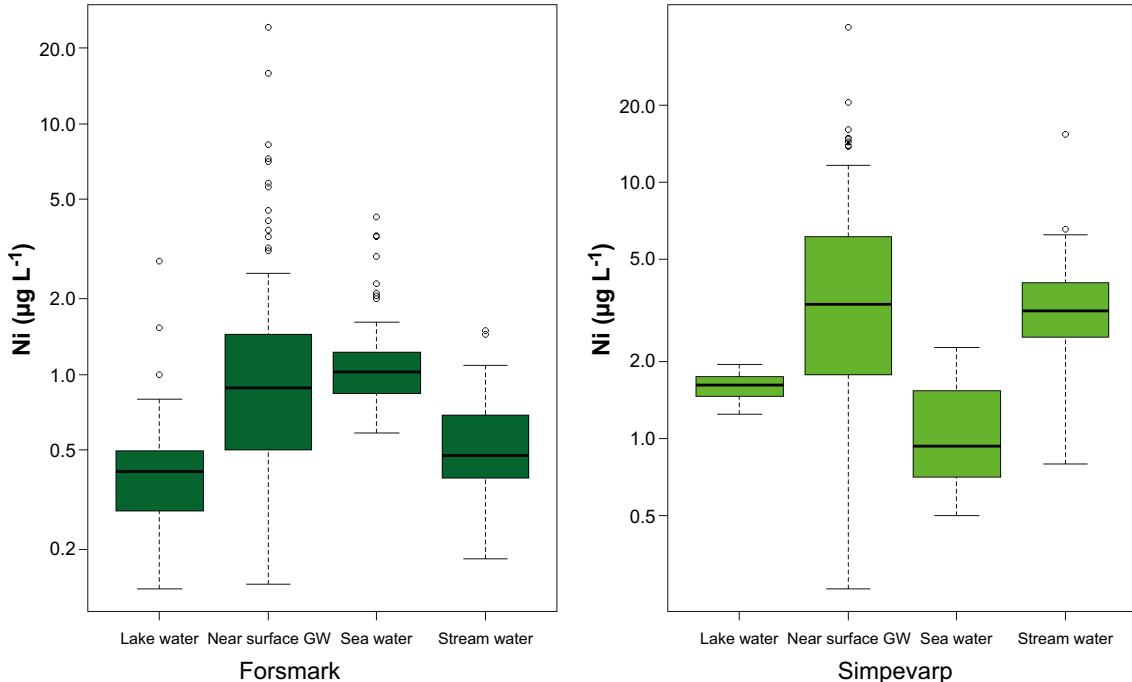 Ni (µg L⁻¹)
20.0
10.0
5.0
2.0
1.0
0.5
0.2
Lake water
Near surface GW
Sea water
Stream water
Forsmark
Ni (µg L⁻¹)
20.0
10.0
5.0
2.0
1.0
0.5
Lake water
Near surface GW
Sea water
Stream water
Simpevarp